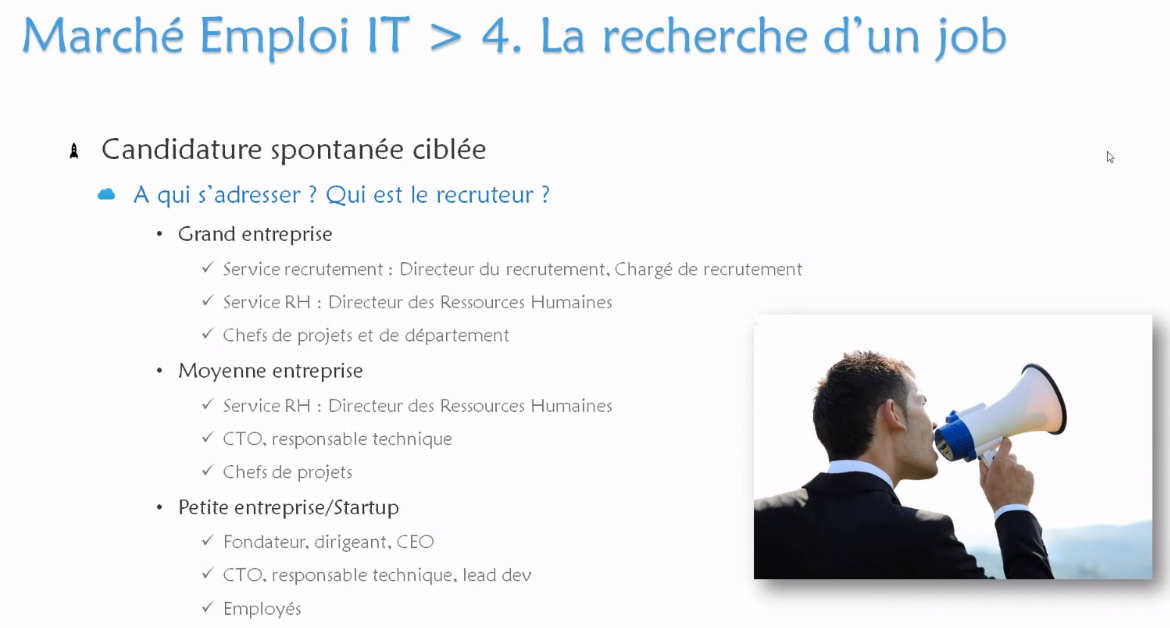 Marché Emploi IT > 4. La recherche d'un job
Candidature spontanée ciblée
A qui s'adresser ? Qui est le recruteur ?
• Grand entreprise
✓ Service recrutement : Directeur du recrutement, Chargé de recrutement
✓ Service RH : Directeur des Ressources Humaines
✓ Chefs de projets et de département
• Moyenne entreprise
✓ Service RH : Directeur des Ressources Humaines
✓ CTO, responsable technique
✓ Chefs de projets
• Petite entreprise/Startup
✓ Fondateur, dirigeant, CEO
✓ CTO, responsable technique, lead dev
✓ Employés